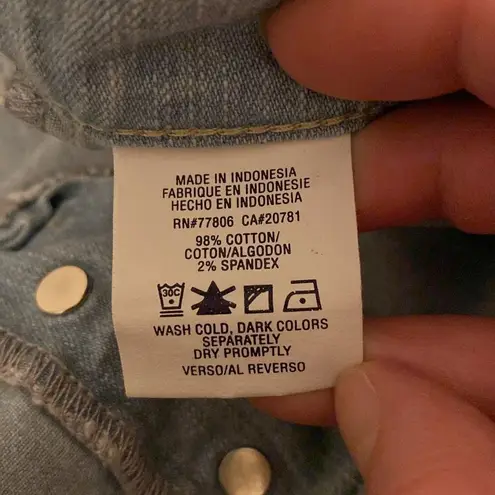 MADE IN INDONESIA
FABRIQUE EN INDONESIE
HECHO EN INDONESIA
RN#77806 CA#20781
98% COTTON/
COTON/ALGODON
2% SPANDEX
30C
WASH COLD, DARK COLORS
SEPARATELY
DRY PROMPTLY
VERSO/AL REVERSO